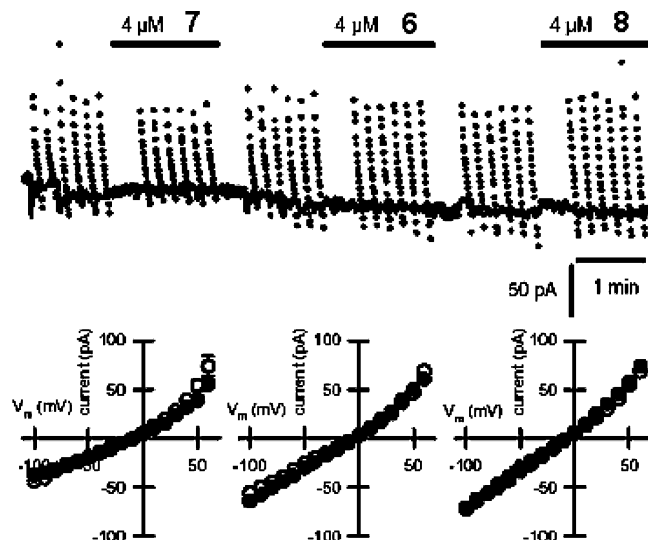 4 µM 7 4 µM 6 4 µM 8
50 pA 1 min
100 100 100
current (pA) current (pA) current (pA)
50 50 50
Vm (mV) Vm (mV) Vm (mV)
-100 50 -100 50 -100 50
-50 -50 -50
-100 -100 -100